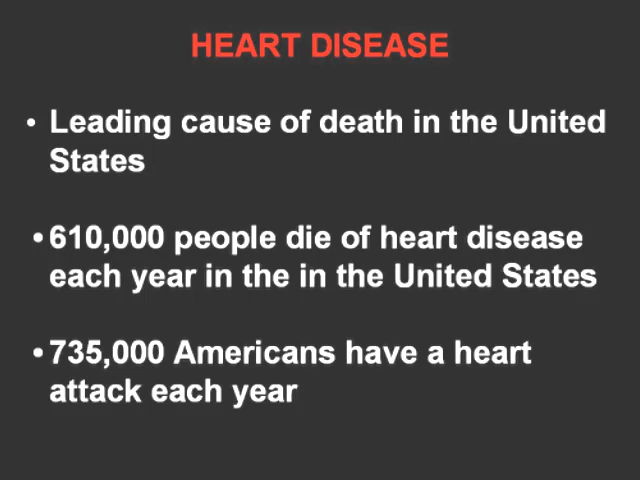 HEART DISEASE
• Leading cause of death in the United
States
• 610,000 people die of heart disease
each year in the in the United States
• 735,000 Americans have a heart
attack each year